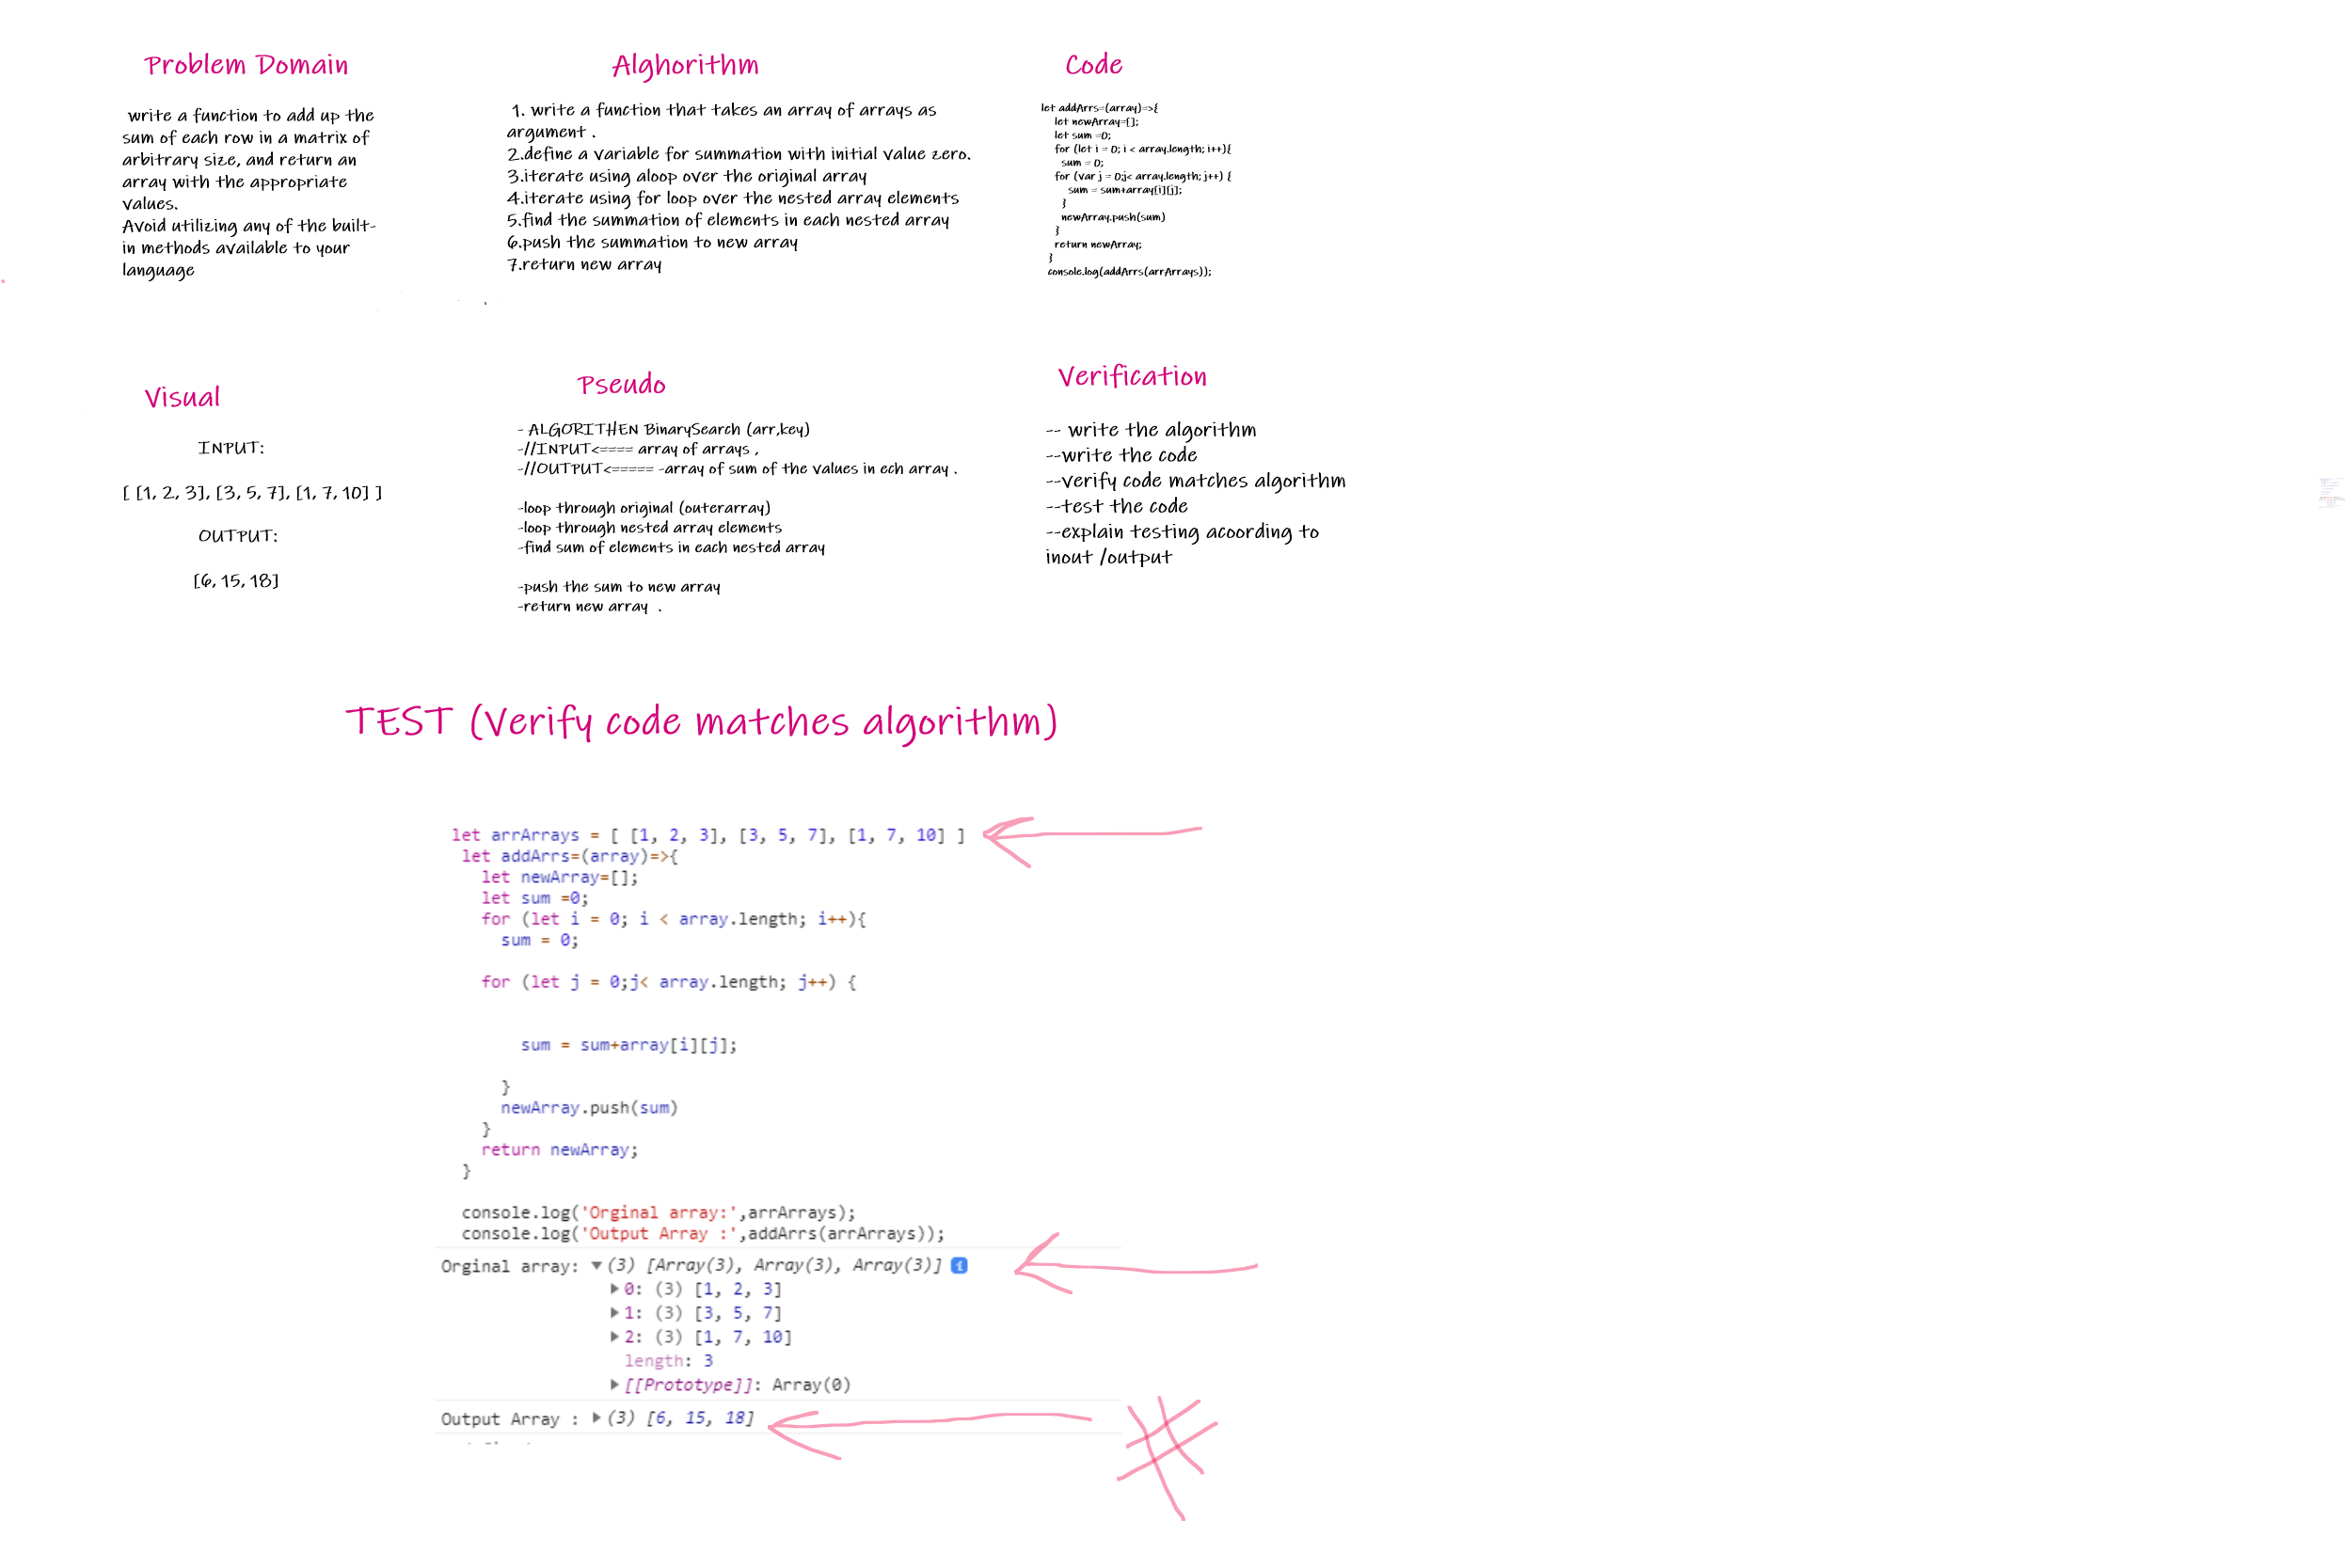 Problem Domain
write a function to add up the
sum of each row in a matrix of
arbitrary size, and return an
array with the appropriate
values.
Avoid utilizing any of the built-
in methods available to your
language
Alghorithm
1. write a function that takes an array of arrays as
argument .
2.define a variable for summation with initial value zero.
3.iterate using aloop over the original array
4.iterate using for loop over the nested array elements
5.find the summation of elements in each nested array
6.push the summation to new array
7.return new array
Code
let addArrs=(array)=>{
let newArray=[];
let sum =0;
for (let i = 0; i < array.length; i++){
sum = 0;
for (var j = 0;j< array.length; j++) {
sum = sum+array[i][j];
}
newArray.push(sum)
}
return newArray;
}
console.log(addArrs(arrArrays));
Visual
INPUT:
[ [1, 2, 3], [3, 5, 7], [1, 7, 10] ]
OUTPUT:
[6, 15, 18]
Pseudo
- ALGORITHEN BinarySearch (arr,key)
-//INPUT<==== array of arrays ,
-//OUTPUT<===== -array of sum of the values in ech array .
-loop through original (outerarray)
-loop through nested array elements
-find sum of elements in each nested array
-push the sum to new array
-return new array .
Verification
-- write the algorithm
--write the code
--verify code matches algorithm
--test the code
--explain testing acoording to
inout /output
TEST (Verify code matches algorithm)
let arrArrays = [ [1, 2, 3], [3, 5, 7], [1, 7, 10] ]
let addArrs=(array)=>{
let newArray=[];
let sum =0;
for (let i = 0; i < array.length; i++){
sum = 0;
for (let j = 0;j< array.length; j++) {
sum = sum+array[i][j];
}
newArray.push(sum)
}
return newArray;
}
console.log('Orginal array:',arrArrays);
console.log('Output Array :',addArrs(arrArrays));
Orginal array: ▼(3) [Array(3), Array(3), Array(3)] i
▶0: (3) [1, 2, 3]
▶1: (3) [3, 5, 7]
▶2: (3) [1, 7, 10]
length: 3
▶[[Prototype]]: Array(0)
Output Array : ▶(3) [6, 15, 18]